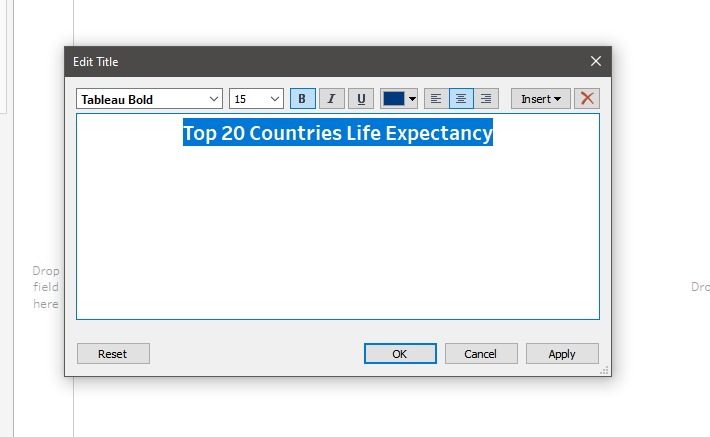 Edit Title
Tableau Bold 15 B I U Insert
Top 20 Countries Life Expectancy
Drop
field
here
Dro
Reset OK Cancel Apply